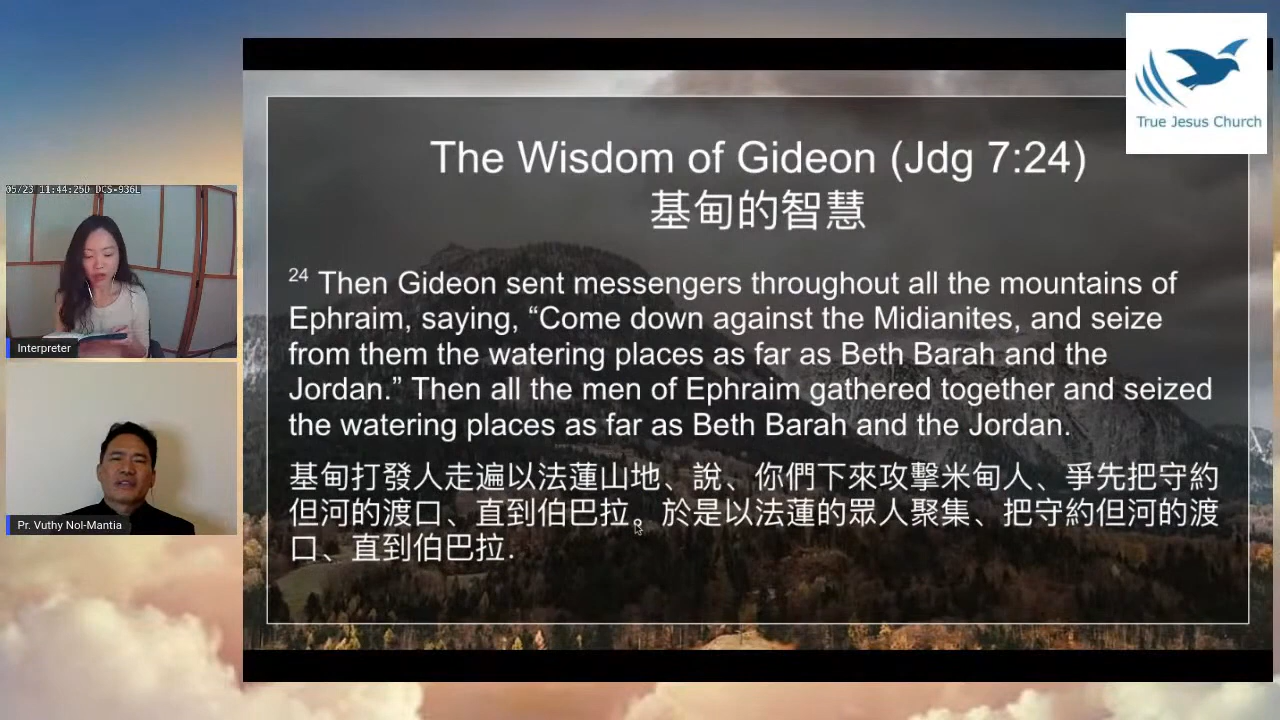 True Jesus Church
The Wisdom of Gideon (Jdg 7:24)
基甸的智慧
24 Then Gideon sent messengers throughout all the mountains of
Ephraim, saying, “Come down against the Midianites, and seize
from them the watering places as far as Beth Barah and the
Jordan.” Then all the men of Ephraim gathered together and seized
the watering places as far as Beth Barah and the Jordan.
基甸打發人走遍以法蓮山地、說、你們下來攻擊米甸人、爭先把守約
但河的渡口、直到伯巴拉。於是以法蓮的眾人聚集、把守約但河的渡
口、直到伯巴拉.
05/23 11:44:25D DCS-936L
Interpreter
Pr. Vuthy Nol-Mantia